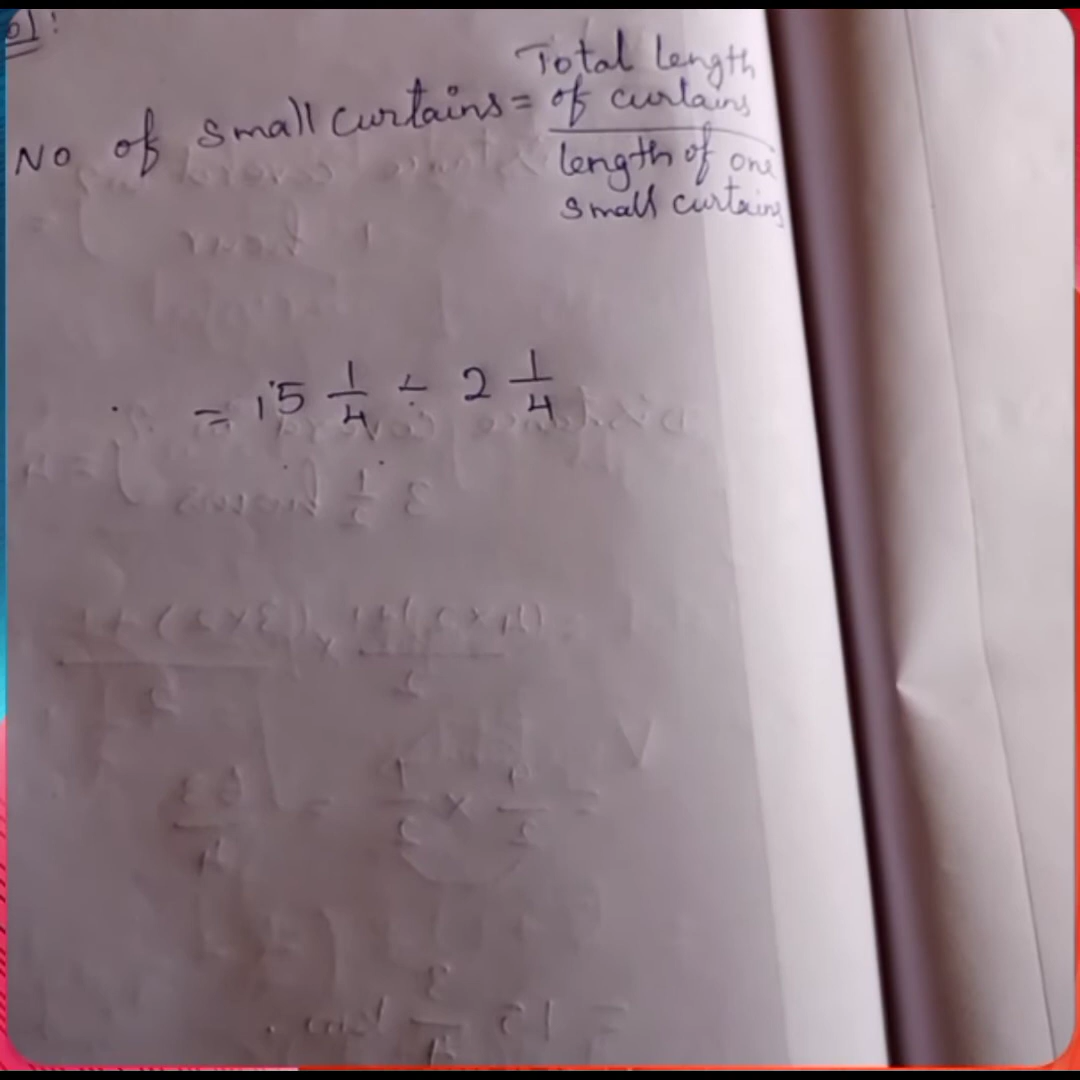 Total length
No of small curtains = of curtains
length of one
small curtains
= 15 1/4 ÷ 2 1/4